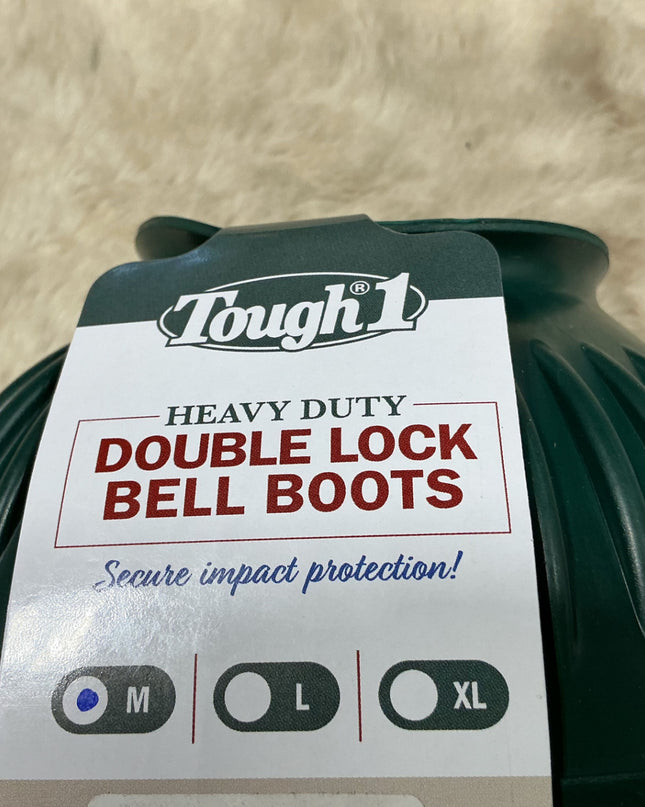 Tough 1®
HEAVY DUTY
DOUBLE LOCK
BELL BOOTS
Secure impact protection!
M L XL